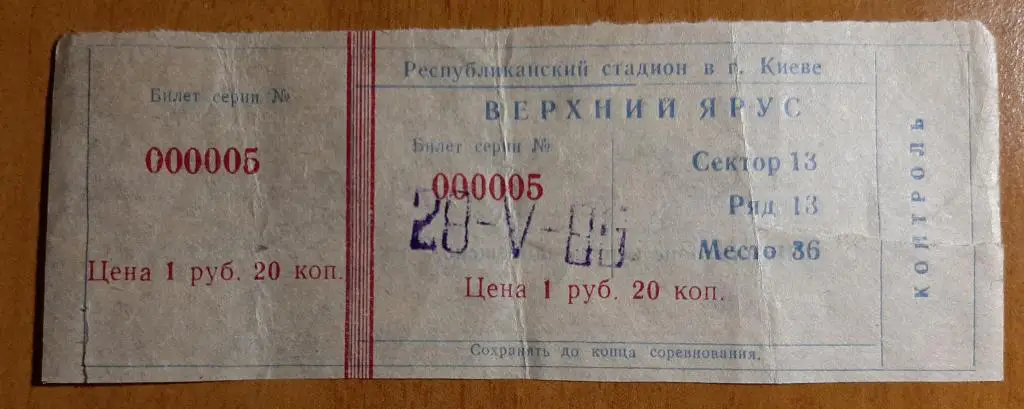 Билет серии №
000005
Цена 1 руб. 20 коп.
Республиканский стадион в г. Киеве
ВЕРХНИЙ ЯРУС
Билет серии №
000005
Сектор 13
Ряд 13
Место 36
Цена 1 руб. 20 коп.
Сохранять до конца соревнования.
КОНТРОЛЬ